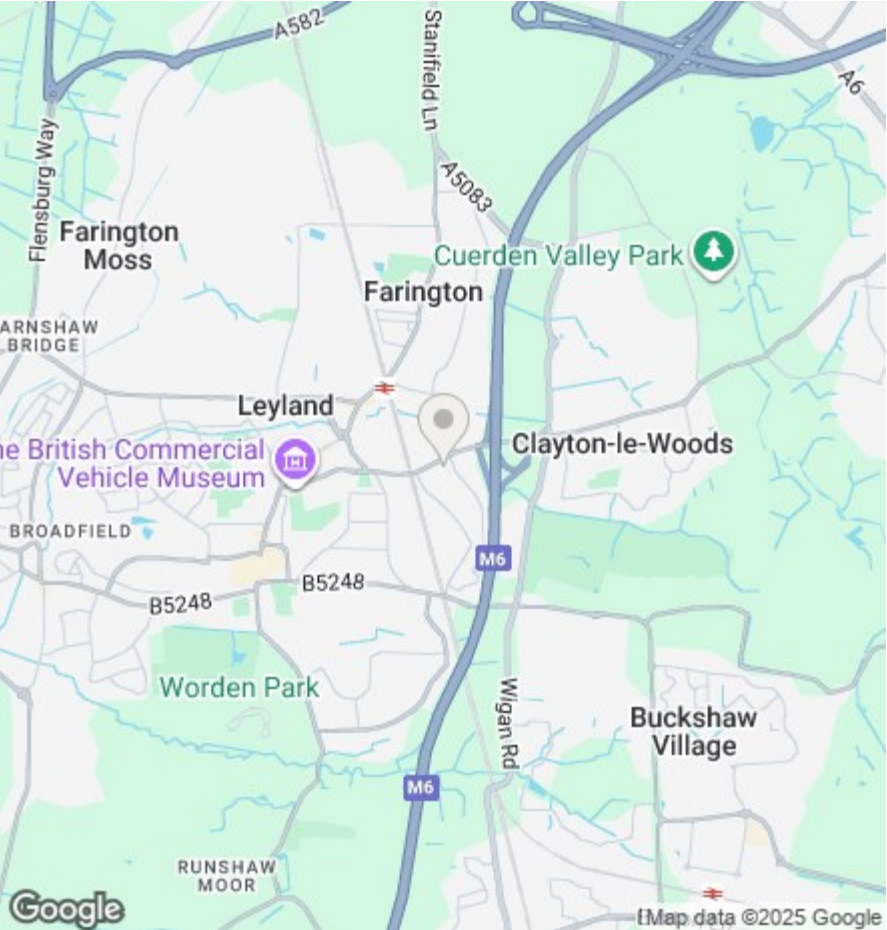 A582
Stanifield Ln
A6
Flensburg Way
A5083
Farington
Moss
Cuerden Valley Park
Farington
ARNSHAW
BRIDGE
Leyland
Clayton-le-Woods
he British Commercial
Vehicle Museum
BROADFIELD
M6
B5248
B5248
Worden Park
Wigan Rd
Buckshaw
Village
M6
RUNSHAW
MOOR
Google
Map data ©2025 Google